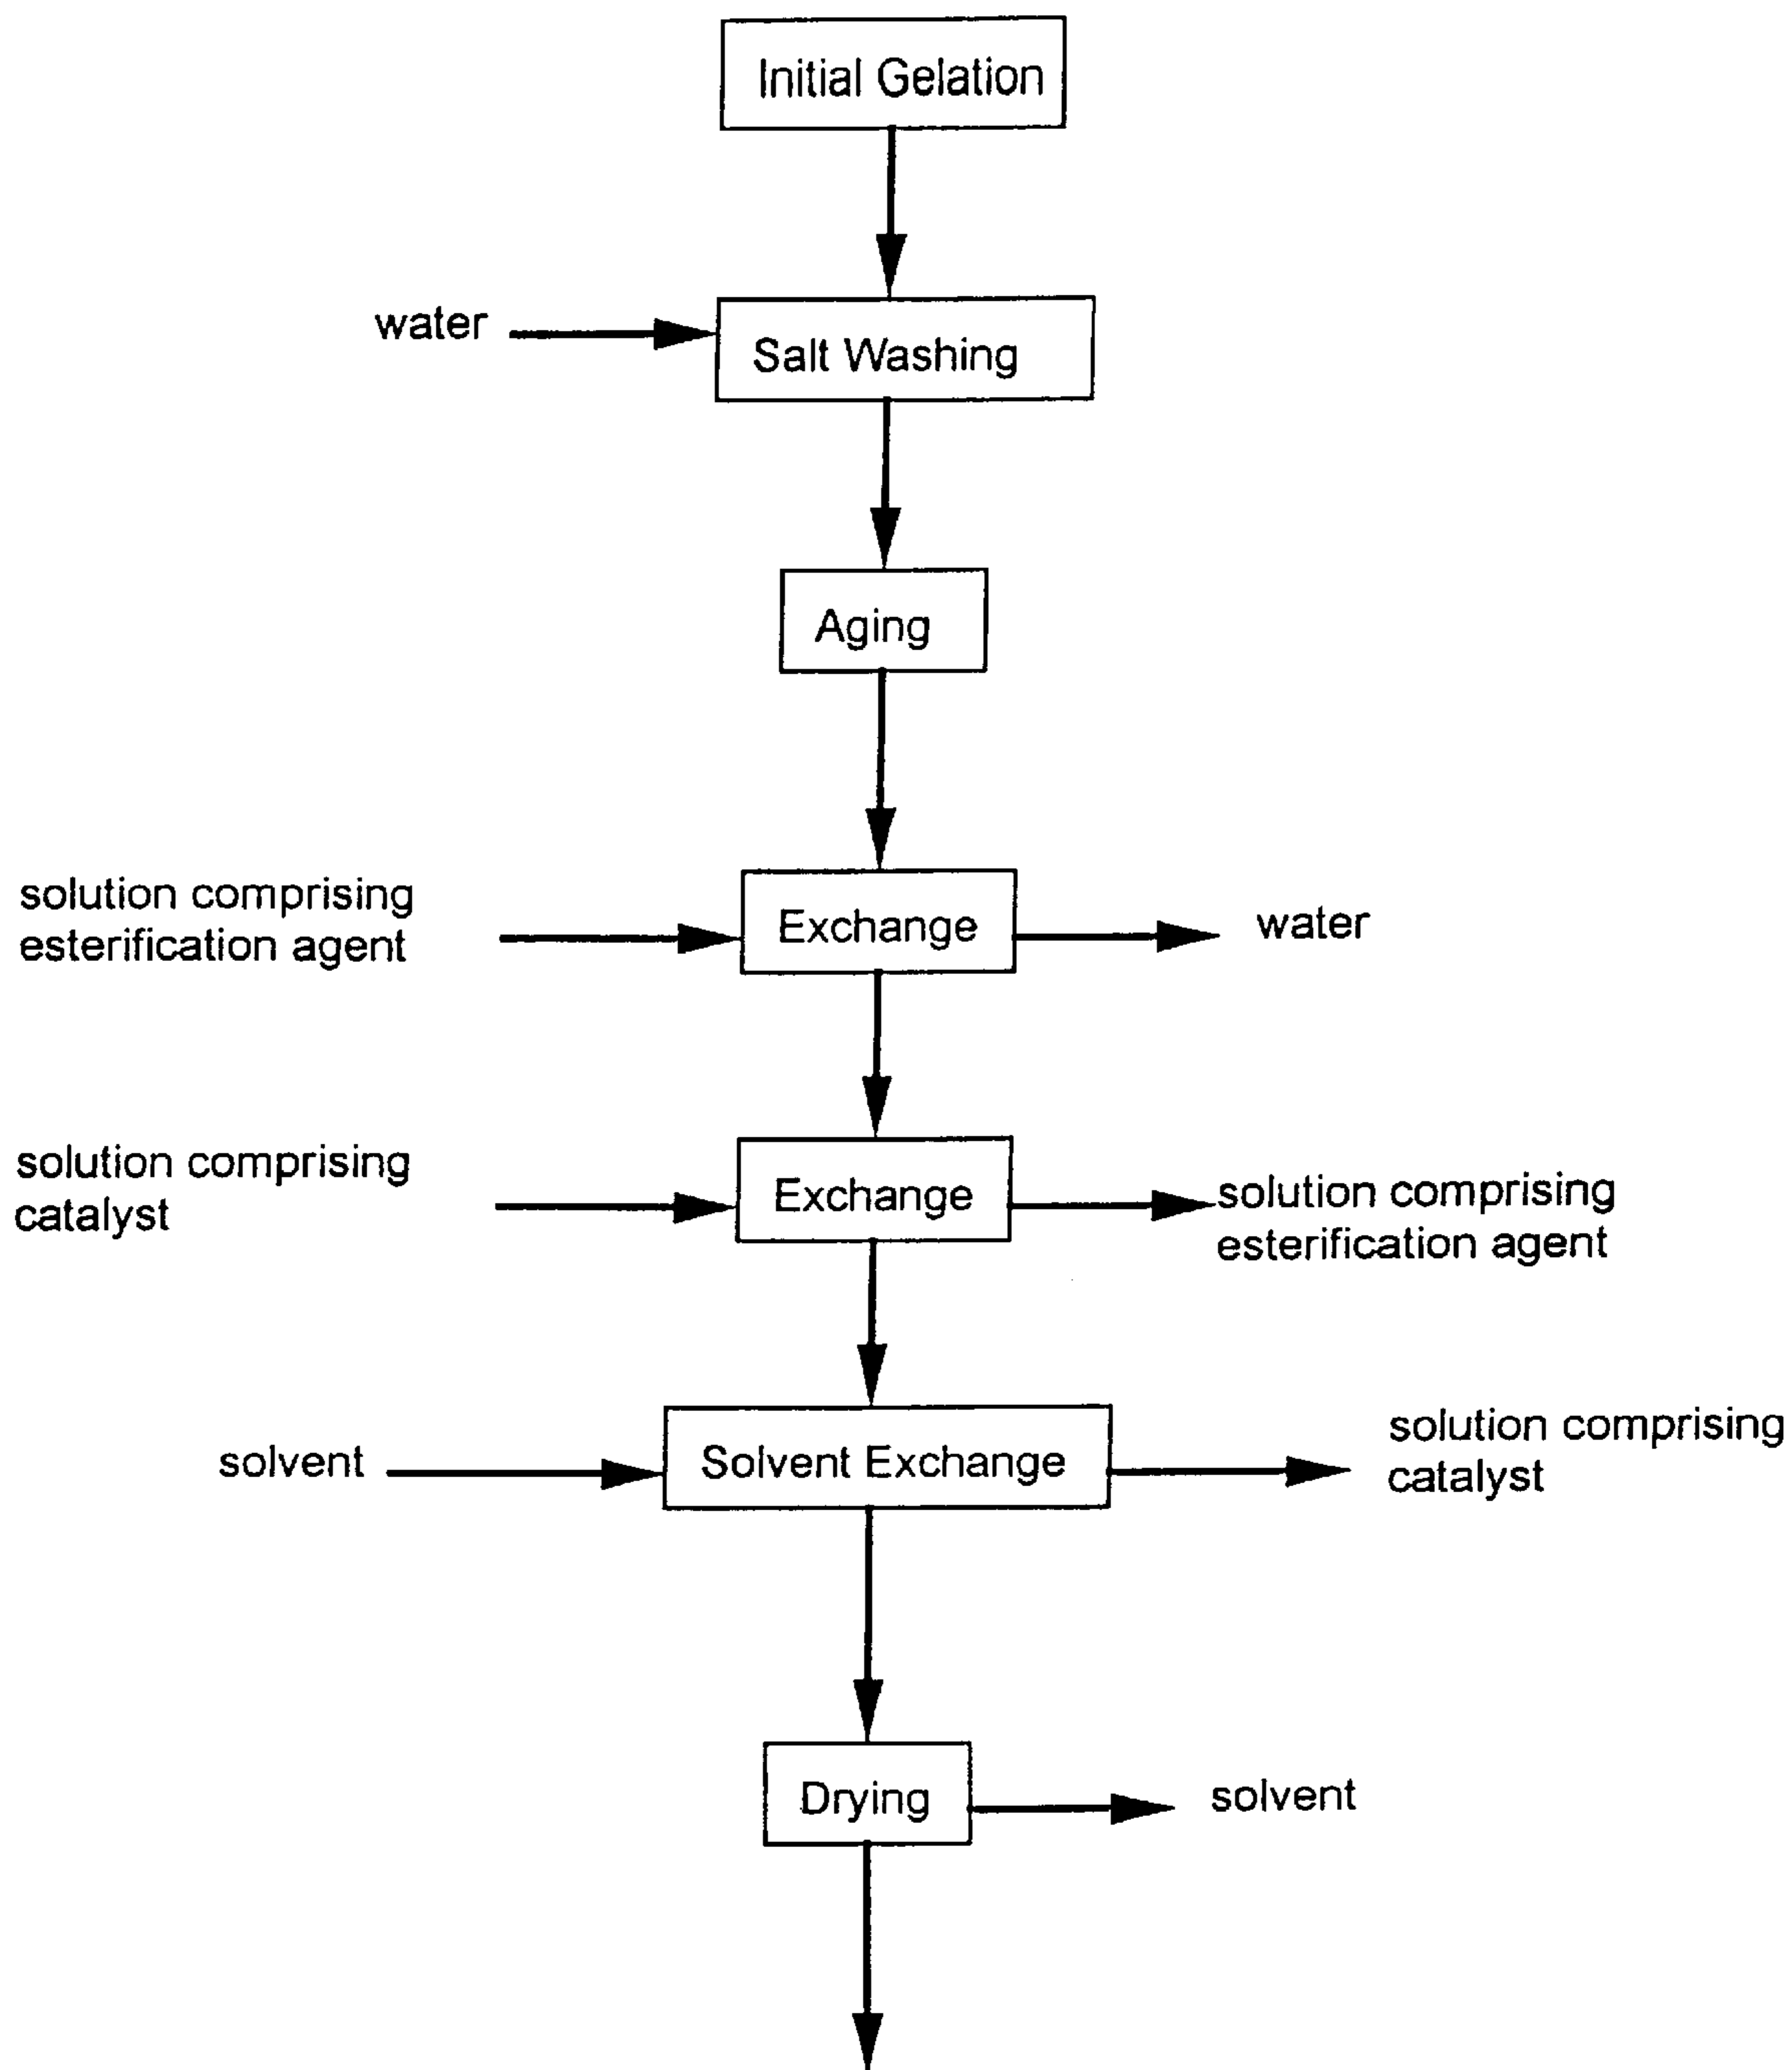 Initial Gelation
water
Salt Washing
Aging
solution comprising
esterification agent
Exchange
water
solution comprising
catalyst
Exchange
solution comprising
esterification agent
solvent
Solvent Exchange
solution comprising
catalyst
Drying
solvent